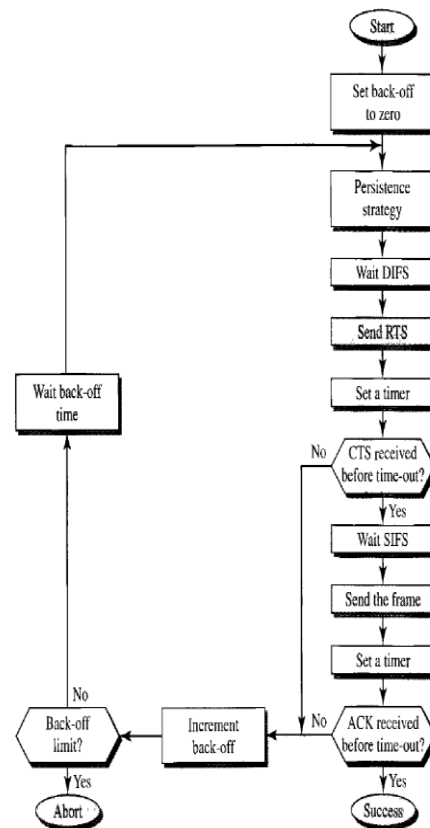 Start
Set back-off
to zero
Persistence
strategy
Wait DIFS
Send RTS
Wait back-off
time
Set a timer
No
CTS received
before time-out?
Yes
Wait SIFS
Send the frame
Set a timer
No
Back-off
limit?
Increment
back-off
No
ACK received
before time-out?
Yes
Yes
Abort
Success